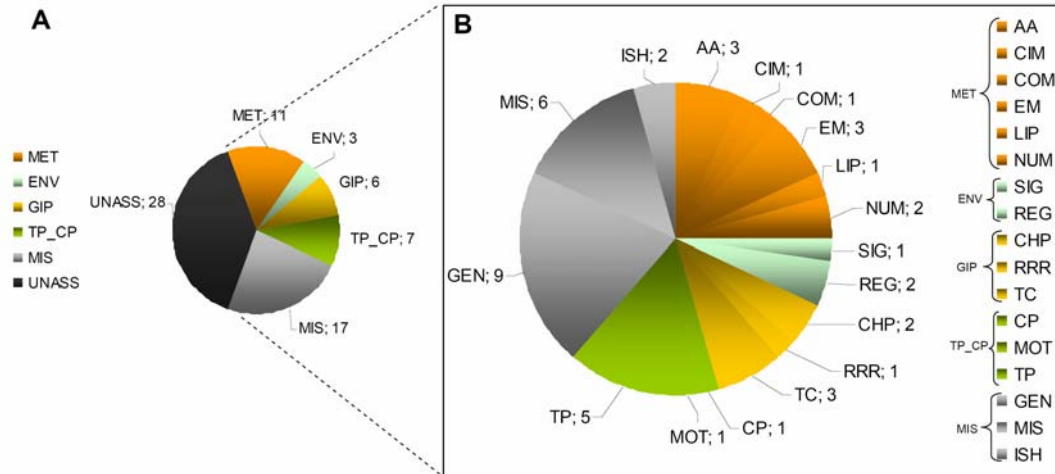 A
MET
ENV
GIP
TP_CP
MIS
UNASS
MET; 11
ENV; 3
GIP; 6
TP_CP; 7
MIS; 17
UNASS; 28
B
AA; 3
CIM; 1
COM; 1
EM; 3
LIP; 1
NUM; 2
SIG; 1
REG; 2
CHP; 2
RRR; 1
TC; 3
CP; 1
MOT; 1
TP; 5
GEN; 9
MIS; 6
ISH; 2
MET
AA
CIM
COM
EM
LIP
NUM
ENV
SIG
REG
GIP
CHP
RRR
TC
TP_CP
CP
MOT
TP
MIS
GEN
MIS
ISH